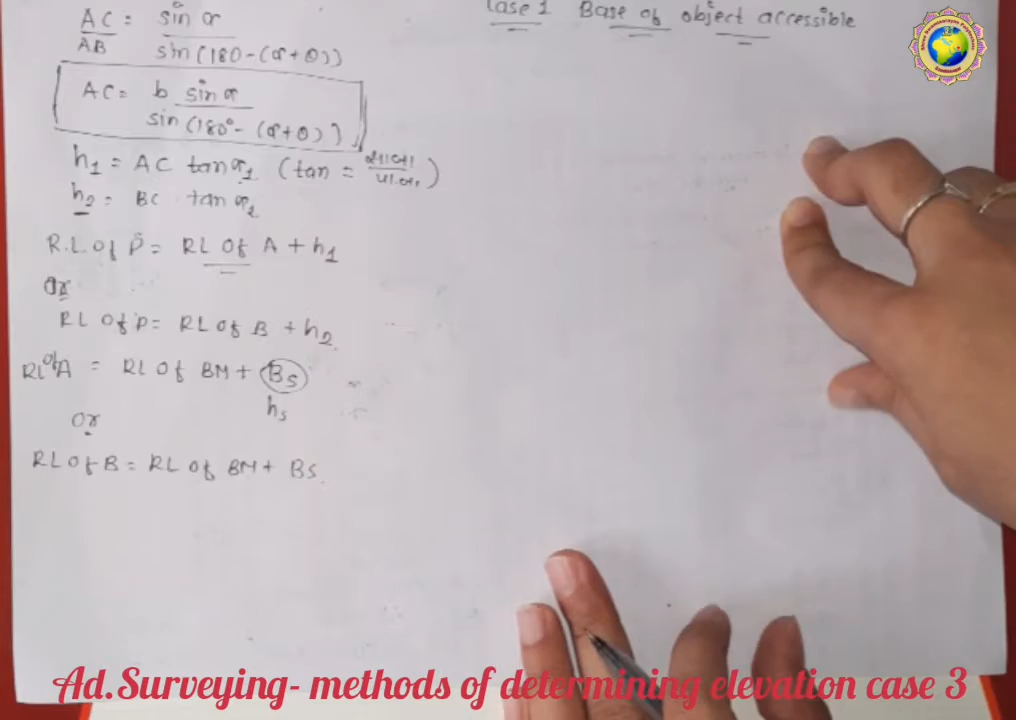 AC = sin α
AB sin(180-(α+θ))
AC = b sin α
sin(180°-(α+θ))
h₁ = AC tan α₁ (tan = સામે)
h₂ = BC tan α₂
R.L. of P = RL of A + h₁
or
RL of P = RL of B + h₂
RL of A = RL of BM + BS
hs
or
RL of B = RL of BM + BS.
Case 1 Base of object accessible
Ad.Surveying- methods of determining elevation case 3